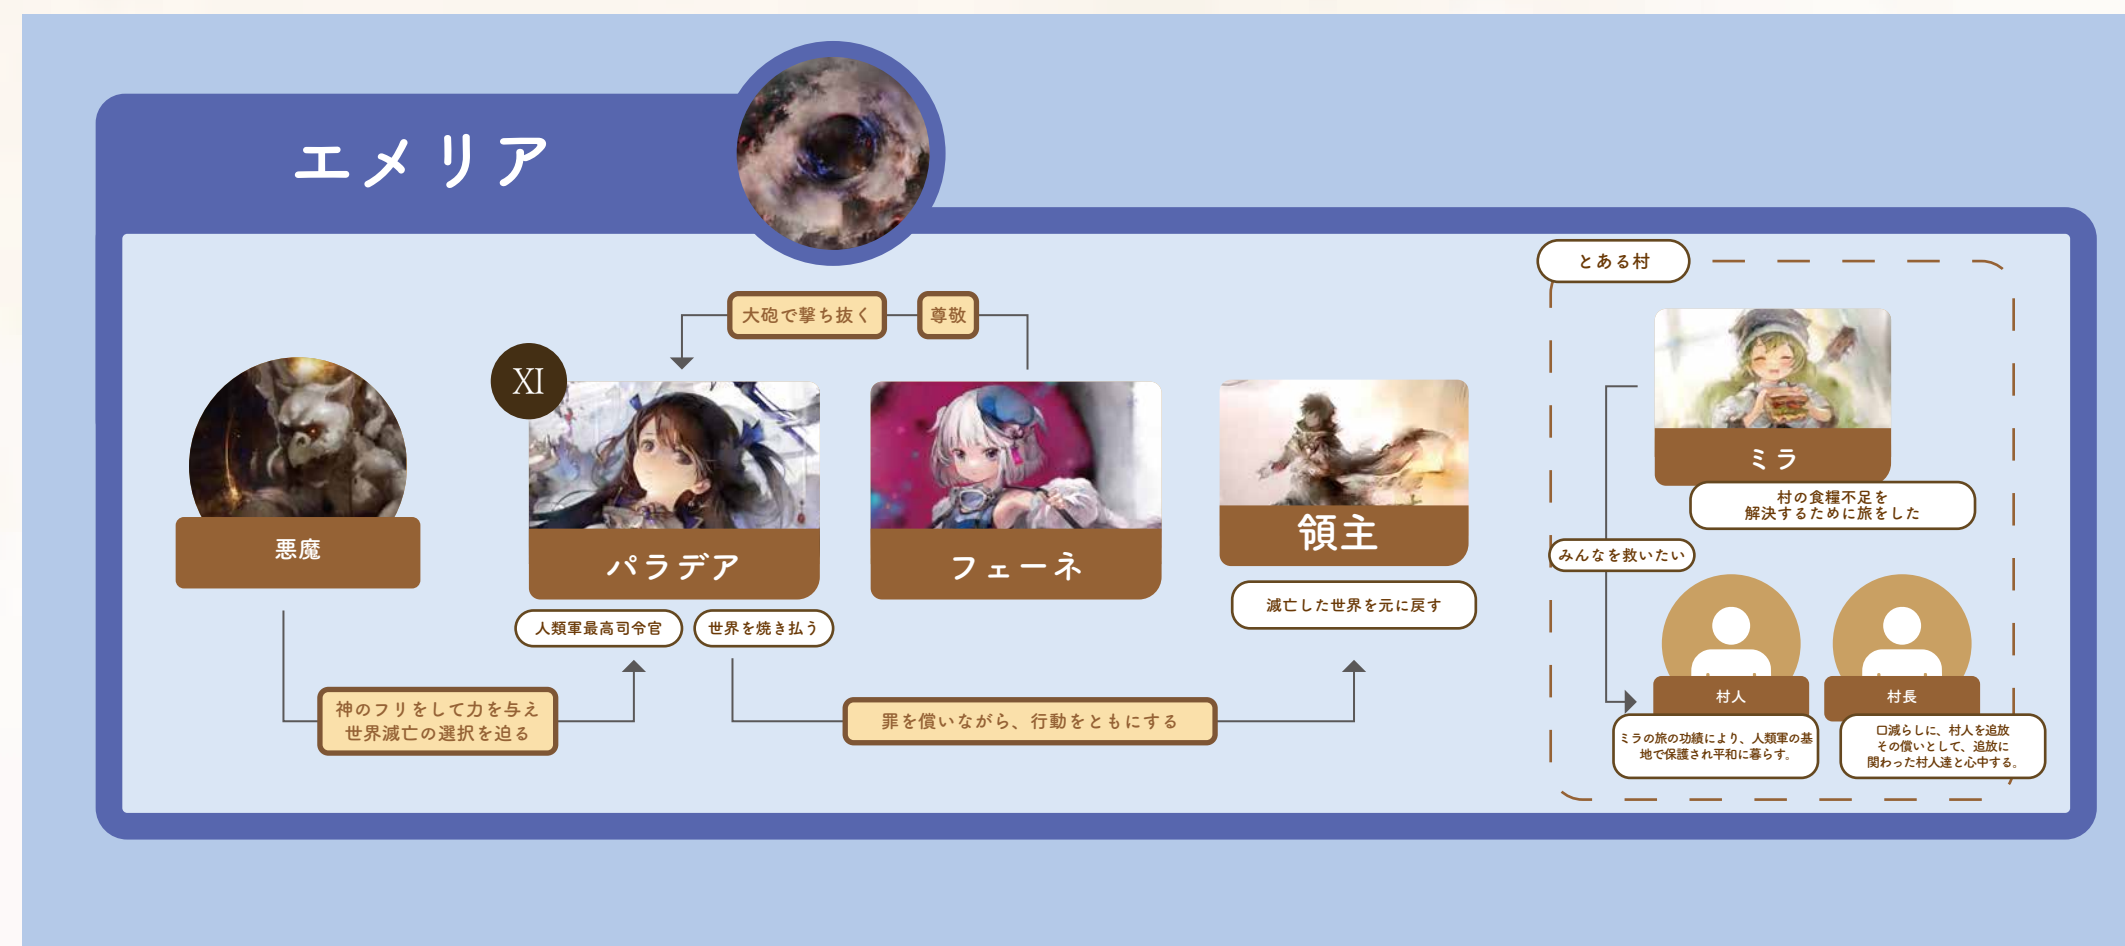 エメリア
とある村
大砲で撃ち抜く
尊敬
XI
悪魔
パラデア
フェーネ
領主
ミラ
村の食糧不足を
解決するために旅をした
みんなを救いたい
人類軍最高司令官
世界を焼き払う
滅亡した世界を元に戻す
神のフリをして力を与え
世界滅亡の選択を迫る
罪を償いながら、行動をともにする
村人
村長
ミラの旅の功績により、人類軍の基
地で保護され平和に暮らす。
口減らしに、村人を追放
その償いとして、追放に
関わった村人達と心中する。